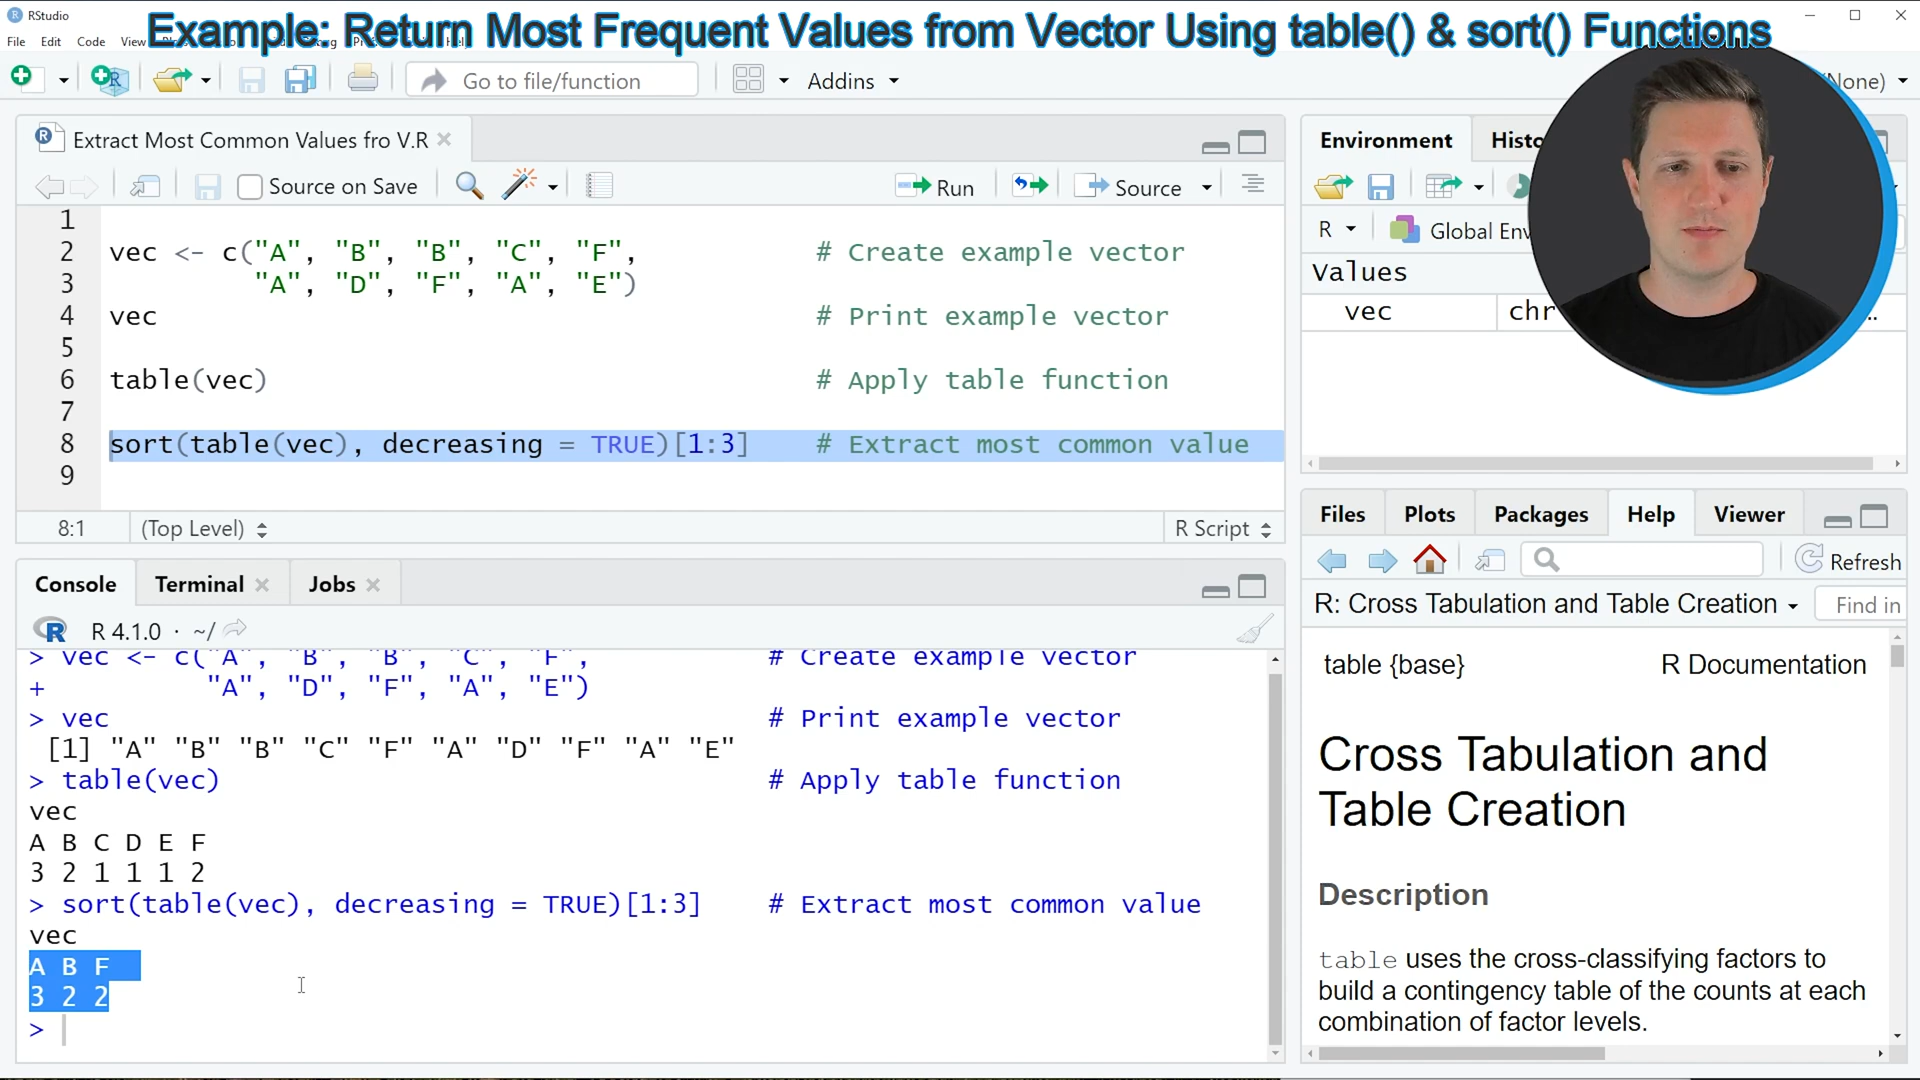 RStudio
Example: Return Most Frequent Values from Vector Using table() & sort() Functions
File Edit Code View
Go to file/function
Addins
(None)
Extract Most Common Values fro V.R
Source on Save
Run
Source
1
2 vec <- c("A", "B", "B", "C", "F", # Create example vector
3 "A", "D", "F", "A", "E")
4 vec # Print example vector
5
6 table(vec) # Apply table function
7
8 sort(table(vec), decreasing = TRUE)[1:3] # Extract most common value
9
8:1 (Top Level) R Script
Console Terminal Jobs
R 4.1.0 · ~/
> vec <- c("A", "B", "B", "C", "F", # Create example vector
+ "A", "D", "F", "A", "E")
> vec # Print example vector
[1] "A" "B" "B" "C" "F" "A" "D" "F" "A" "E"
> table(vec) # Apply table function
vec
A B C D E F
3 2 1 1 1 2
> sort(table(vec), decreasing = TRUE)[1:3] # Extract most common value
vec
A B F
3 2 2
>
Environment Histo
R Global Env
Values
vec chr
Files Plots Packages Help Viewer
Refresh
R: Cross Tabulation and Table Creation Find in
table {base} R Documentation
Cross Tabulation and
Table Creation
Description
table uses the cross-classifying factors to
build a contingency table of the counts at each
combination of factor levels.